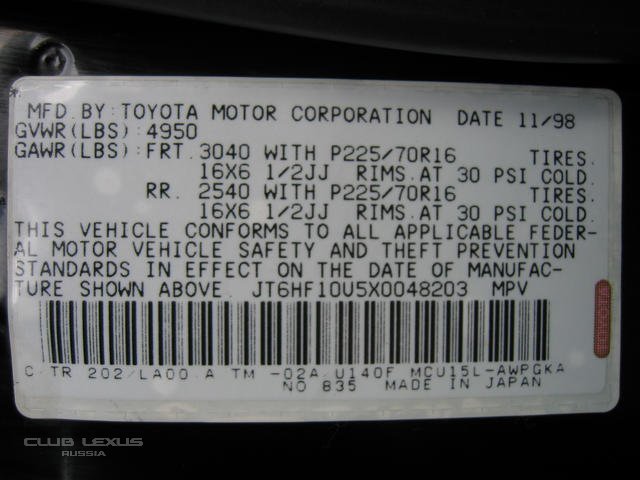 MFD. BY: TOYOTA MOTOR CORPORATION DATE 11/98
GVWR(LBS): 4950
GAWR(LBS): FRT. 3040 WITH P225/70R16 TIRES.
16X6 1/2JJ RIMS. AT 30 PSI COLD.
RR. 2540 WITH P225/70R16 TIRES.
16X6 1/2JJ RIMS. AT 30 PSI COLD.
THIS VEHICLE CONFORMS TO ALL APPLICABLE FEDER-
AL MOTOR VEHICLE SAFETY AND THEFT PREVENTION
STANDARDS IN EFFECT ON THE DATE OF MANUFAC-
TURE SHOWN ABOVE. JT6HF10U5X0048203 MPV
C/TR 202/LA00 A TM -02A/U140F MCU15L-AWPGKA
NO 835 MADE IN JAPAN
CLUB LEXUS
RUSSIA